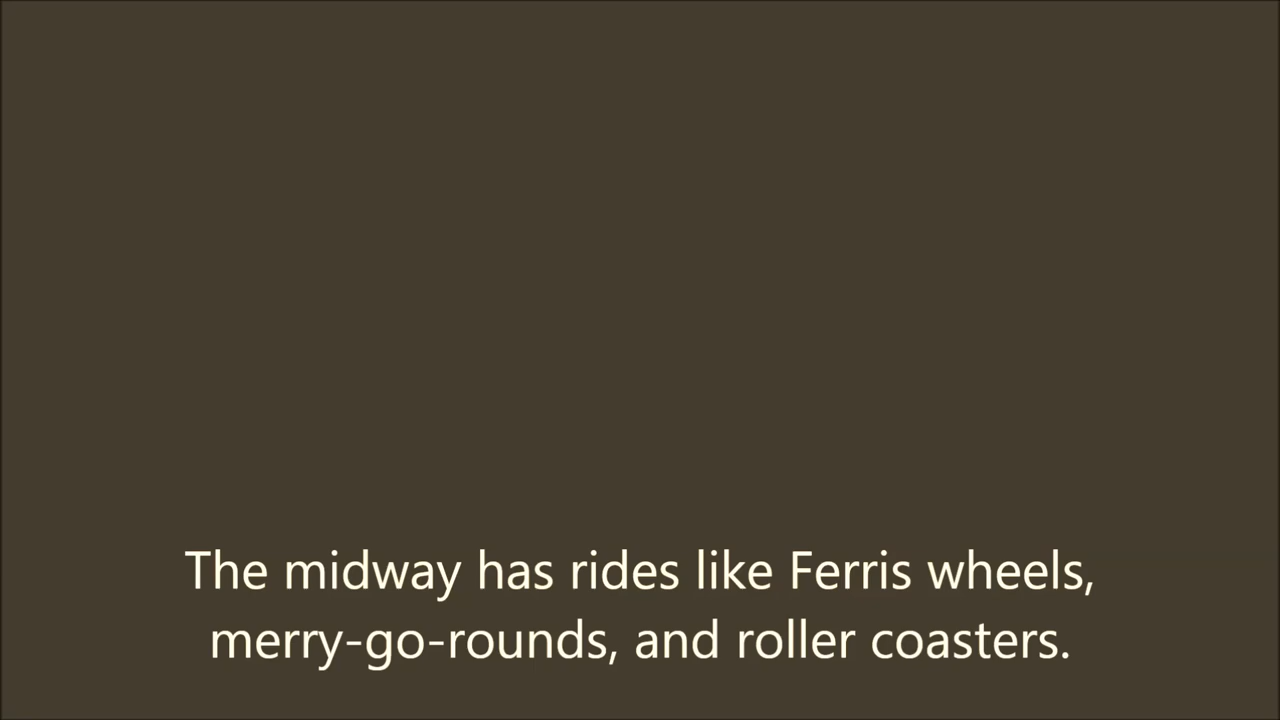 The midway has rides like Ferris wheels,
merry-go-rounds, and roller coasters.